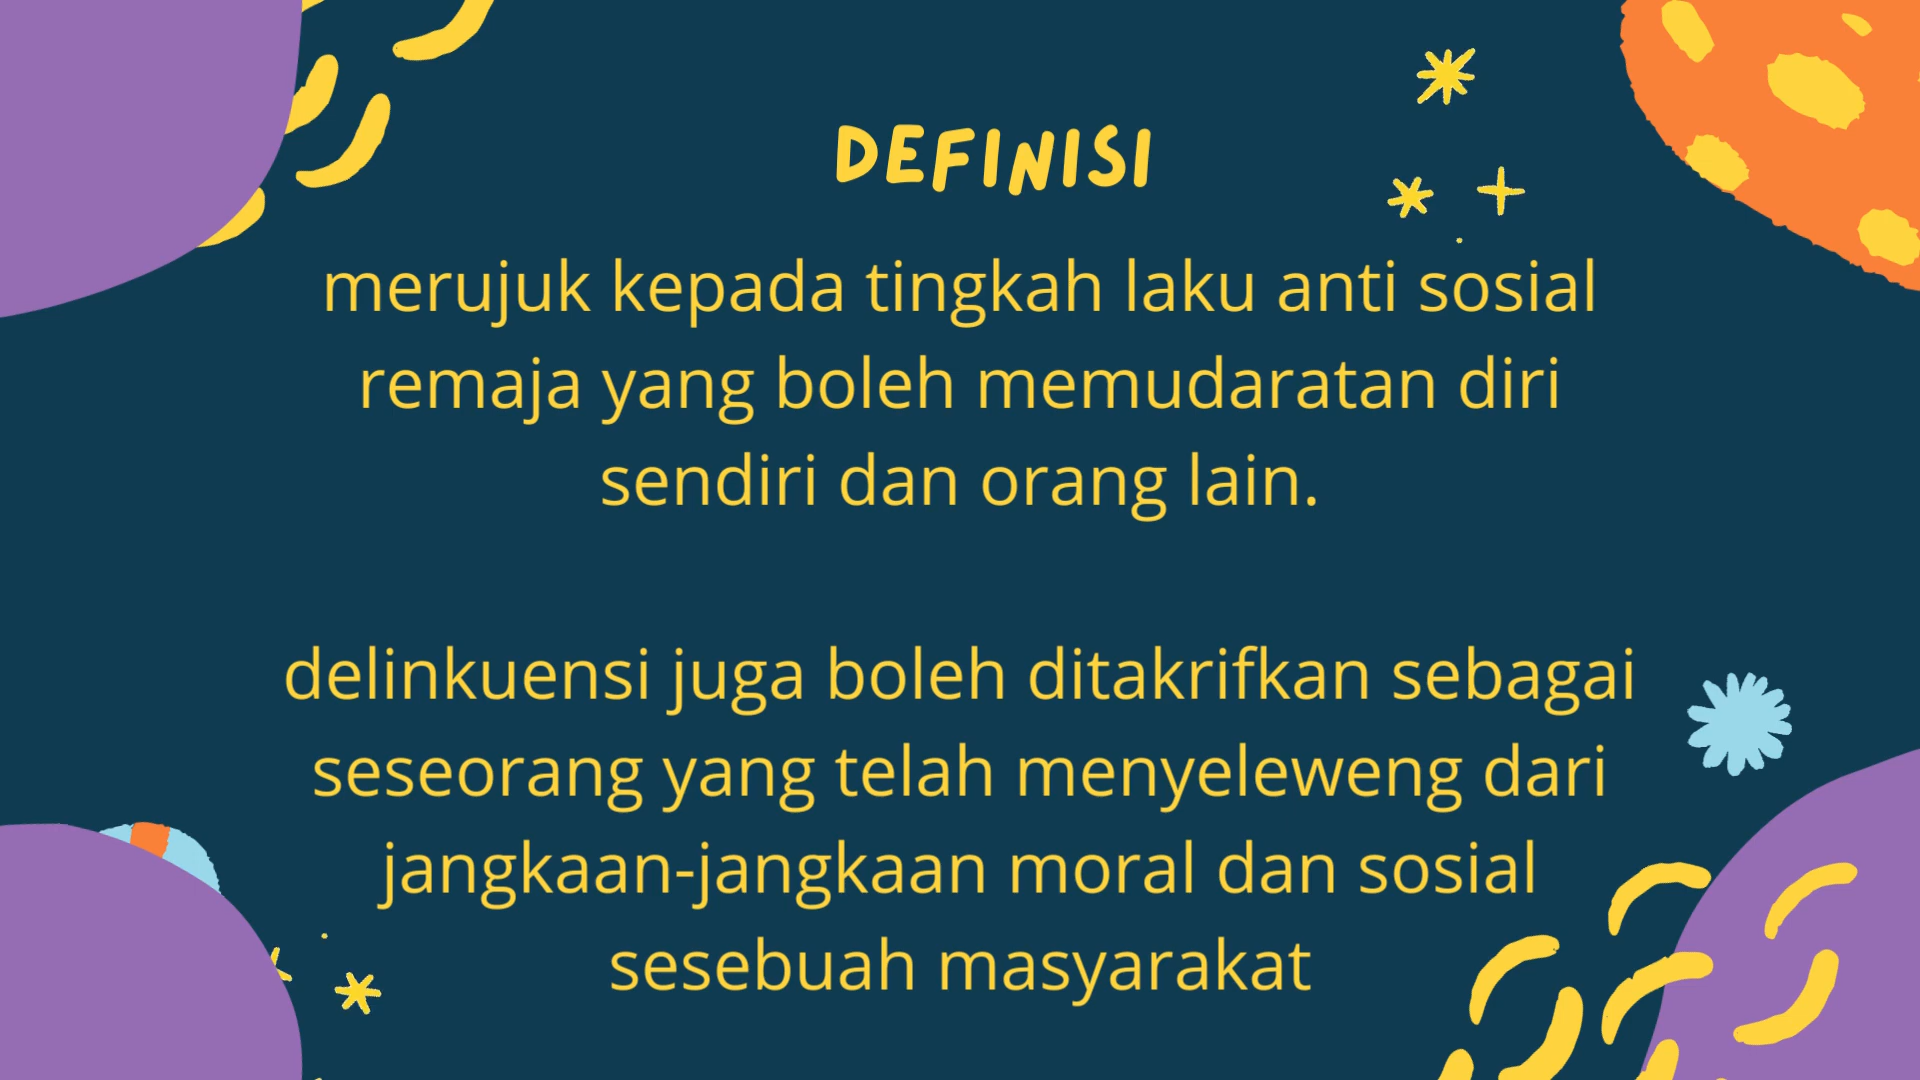 DEFINISI
merujuk kepada tingkah laku anti sosial
remaja yang boleh memudaratan diri
sendiri dan orang lain.
delinkuensi juga boleh ditakrifkan sebagai
seseorang yang telah menyeleweng dari
jangkaan-jangkaan moral dan sosial
sesebuah masyarakat